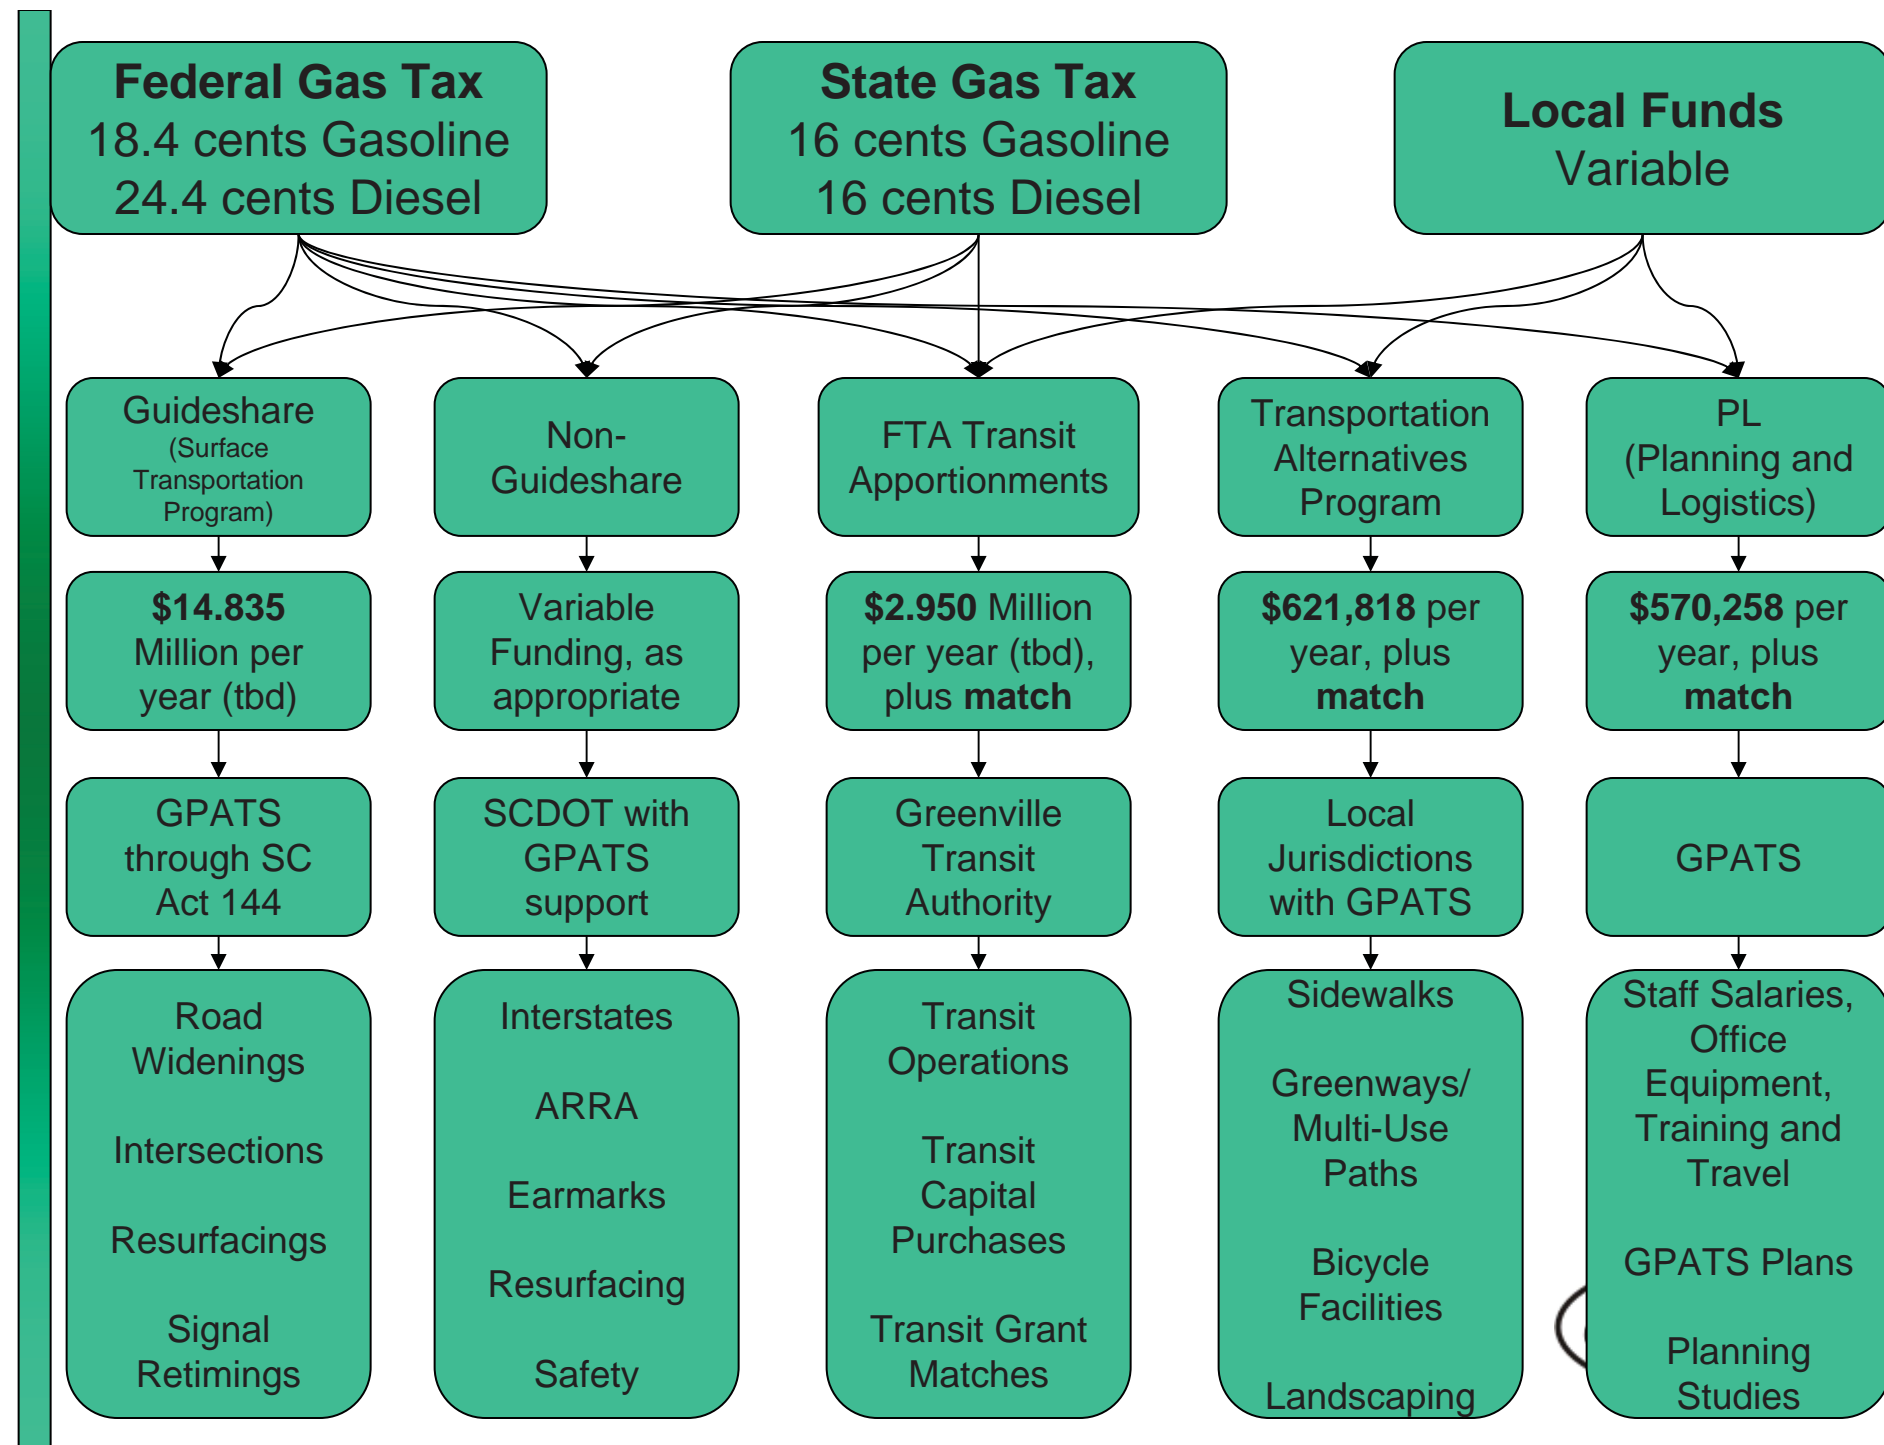 Federal Gas Tax
18.4 cents Gasoline
24.4 cents Diesel
State Gas Tax
16 cents Gasoline
16 cents Diesel
Local Funds
Variable
Guideshare
(Surface
Transportation
Program)
Non-
Guideshare
FTA Transit
Apportionments
Transportation
Alternatives
Program
PL
(Planning and
Logistics)
$14.835
Million per
year (tbd)
Variable
Funding, as
appropriate
$2.950 Million
per year (tbd),
plus match
$621,818 per
year, plus
match
$570,258 per
year, plus
match
GPATS
through SC
Act 144
SCDOT with
GPATS
support
Greenville
Transit
Authority
Local
Jurisdictions
with GPATS
GPATS
Road
Widenings
Intersections
Resurfacings
Signal
Retimings
Interstates
ARRA
Earmarks
Resurfacing
Safety
Transit
Operations
Transit
Capital
Purchases
Transit Grant
Matches
Sidewalks
Greenways/
Multi-Use
Paths
Bicycle
Facilities
Landscaping
Staff Salaries,
Office
Equipment,
Training and
Travel
GPATS Plans
Planning
Studies